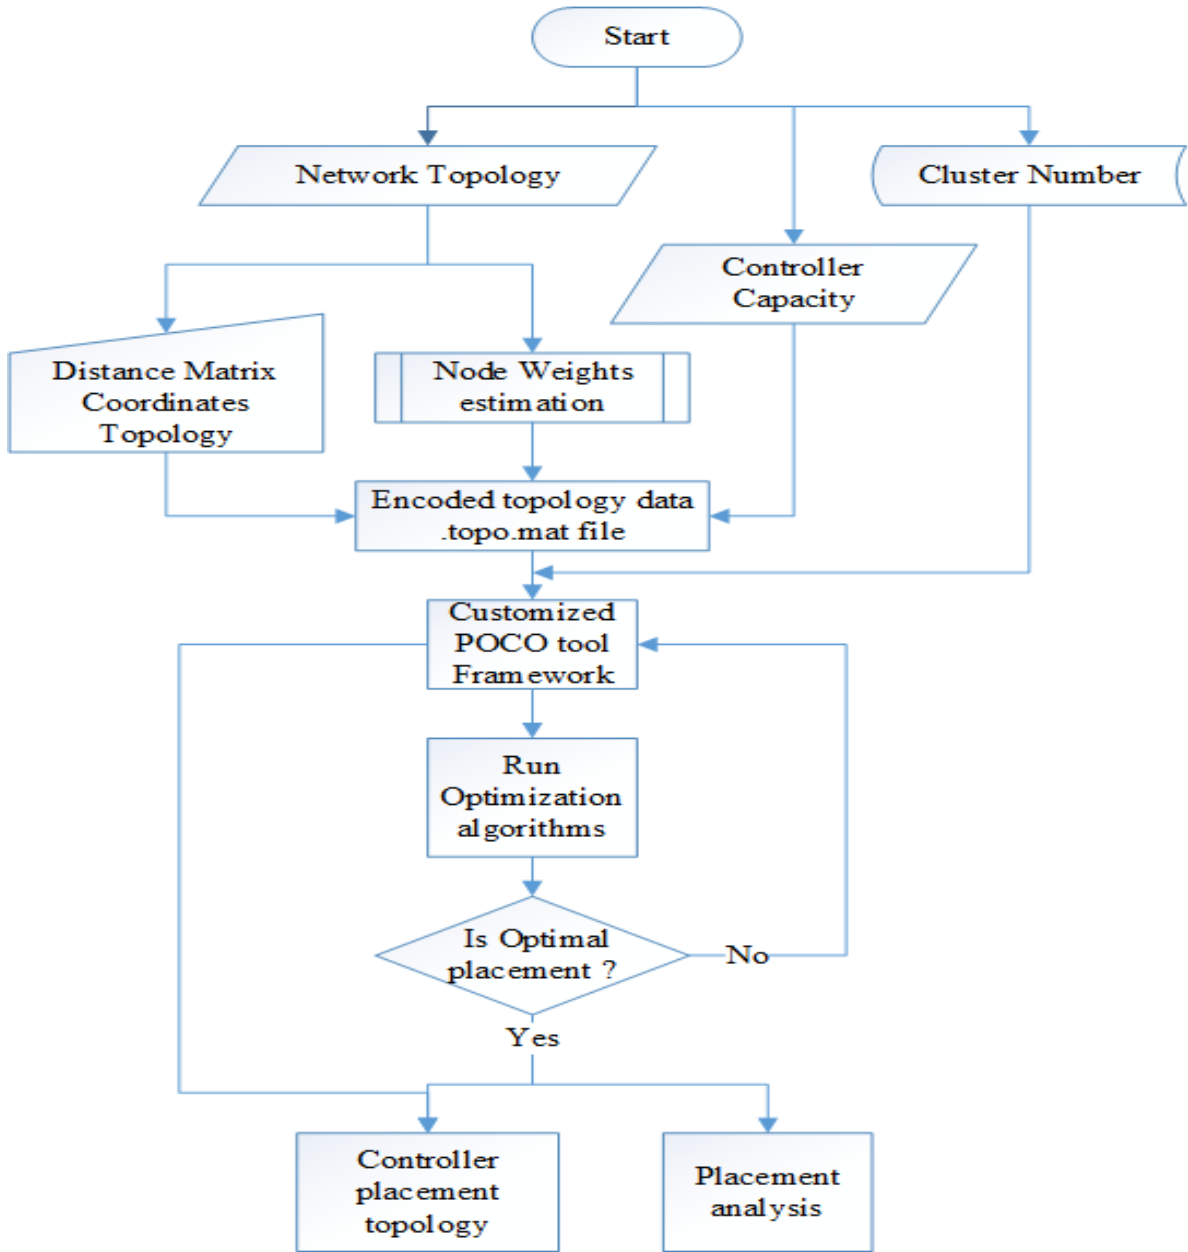 Start
Network Topology
Cluster Number
Controller
Capacity
Distance Matrix
Coordinates
Topology
Node Weights
estimation
Encoded topology data
.topo.mat file
Customized
POCO tool
Framework
Run
Optimization
algorithms
Is Optimal
placement ?
No
Yes
Controller
placement
topology
Placement
analysis